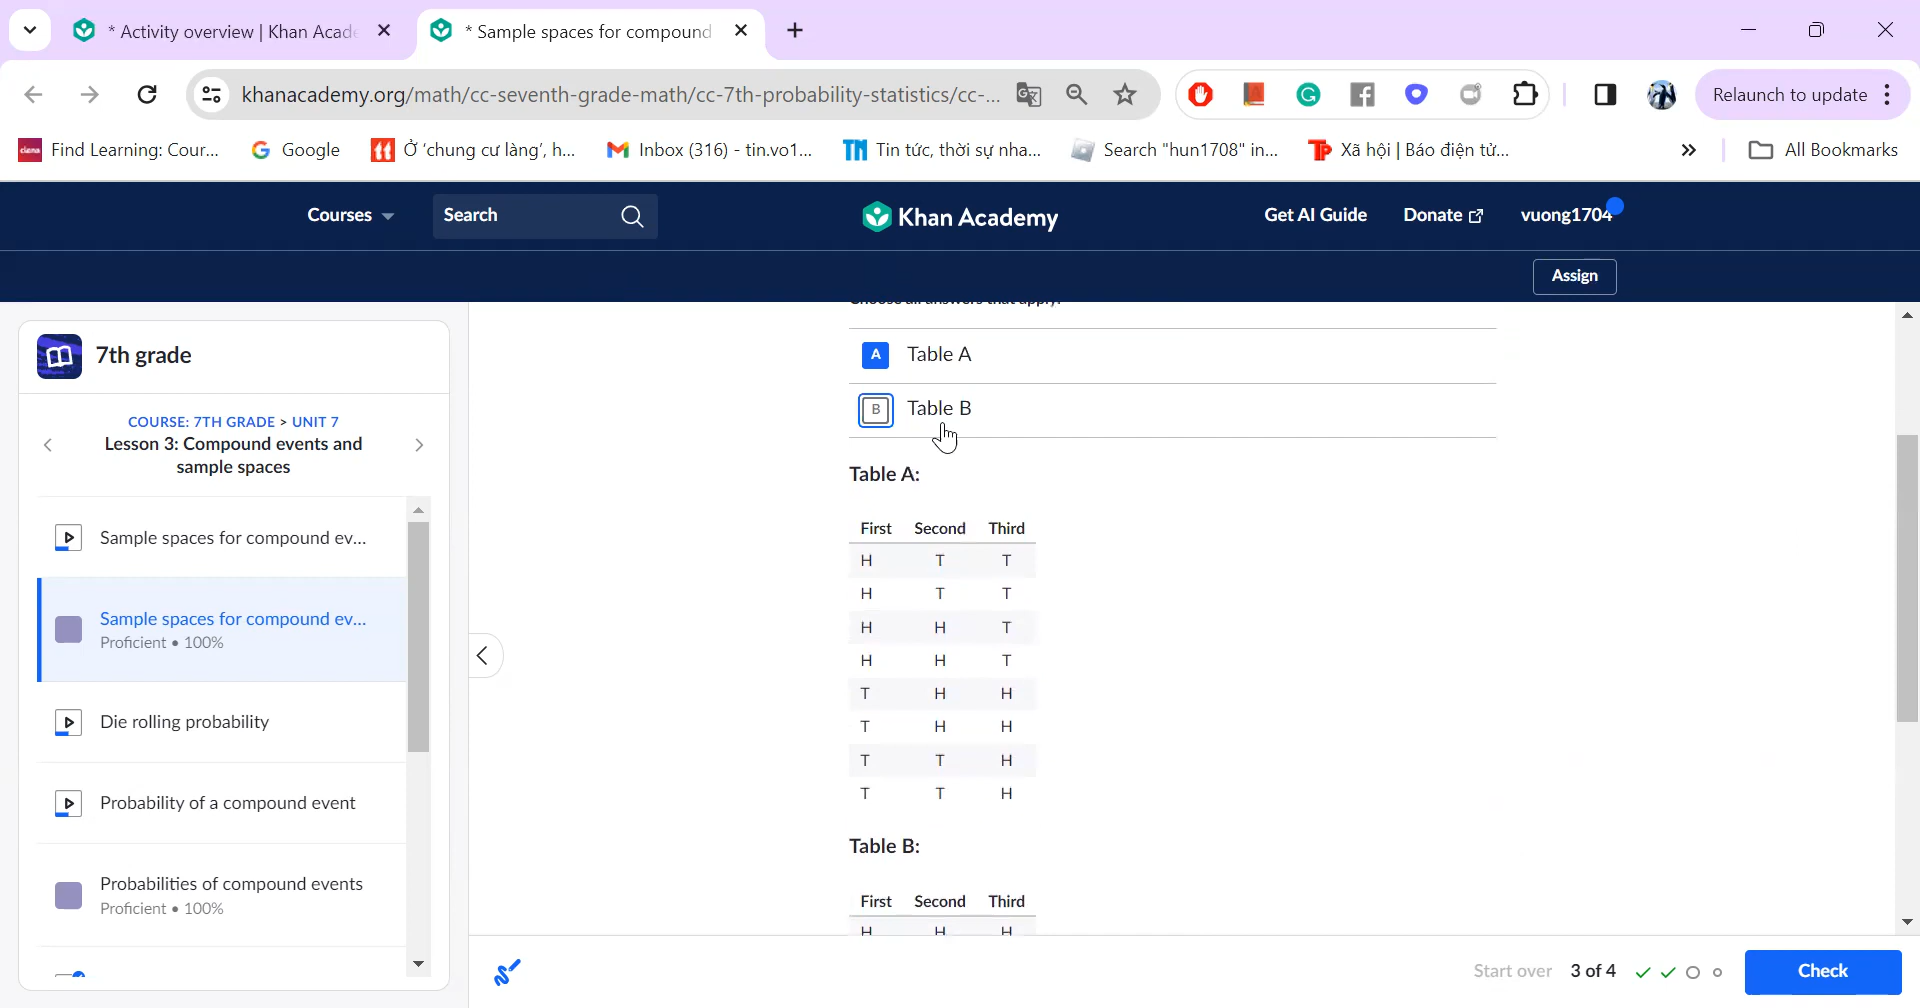 * Activity overview | Khan Acade
* Sample spaces for compound
khanacademy.org/math/cc-seventh-grade-math/cc-7th-probability-statistics/cc-...
Relaunch to update
Find Learning: Cour...
Google
Ở 'chung cư làng', h...
Inbox (316) - tin.vo1...
Tin tức, thời sự nha...
Search "hun1708" in...
Xã hội | Báo điện tử...
All Bookmarks
Courses
Search
Khan Academy
Get AI Guide
Donate
vuong1704
Assign
7th grade
COURSE: 7TH GRADE > UNIT 7
Lesson 3: Compound events and
sample spaces
Sample spaces for compound ev...
Sample spaces for compound ev...
Proficient • 100%
Die rolling probability
Probability of a compound event
Probabilities of compound events
Proficient • 100%
A Table A
B Table B
Table A:
First Second Third
H T T
H T T
H H T
H H T
T H H
T H H
T T H
T T H
Table B:
First Second Third
H H H
Start over 3 of 4
Check